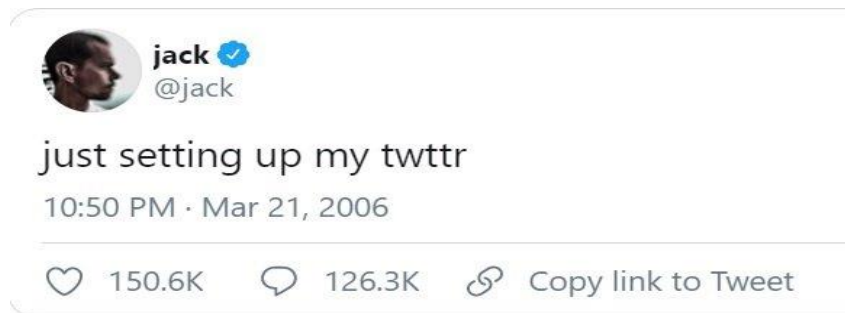 jack
@jack
just setting up my twttr
10:50 PM · Mar 21, 2006
150.6K 126.3K Copy link to Tweet